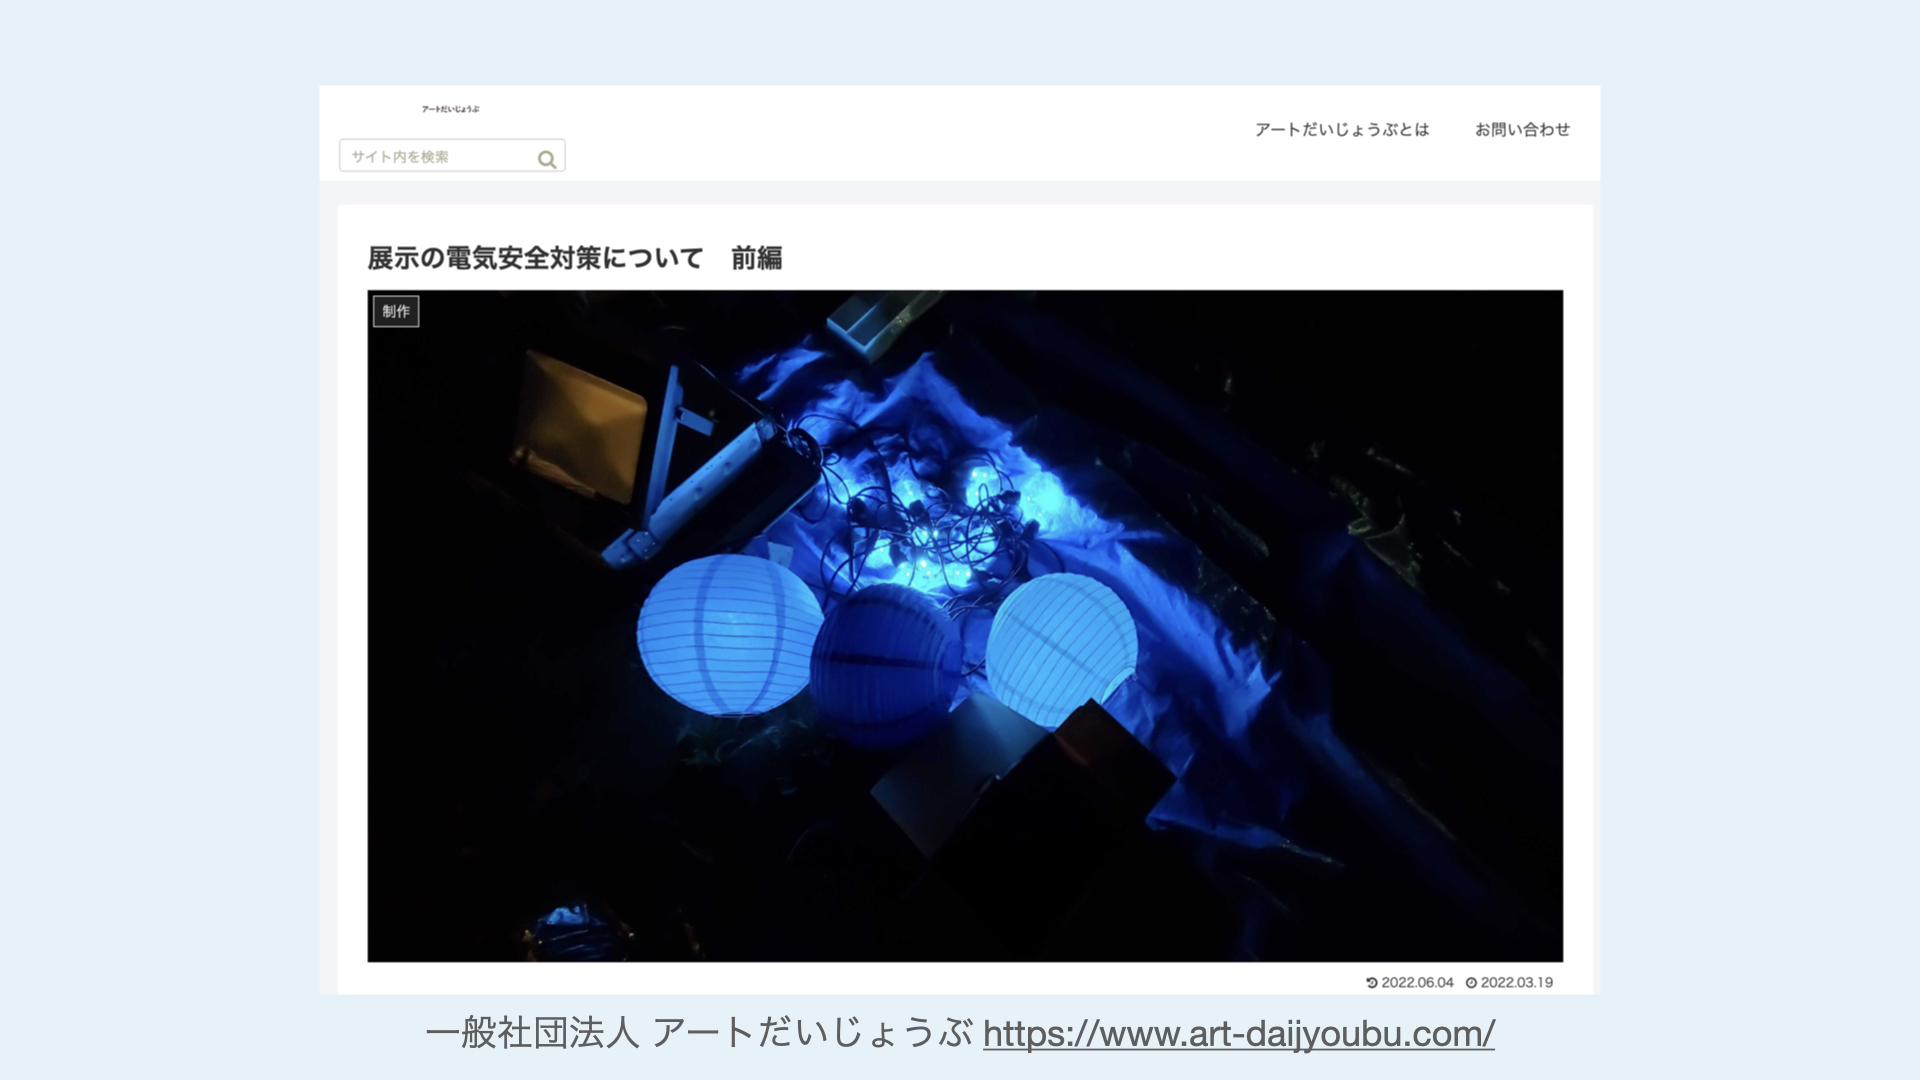 アートだいじょうぶ
サイト内を検索
アートだいじょうぶとは お問い合わせ
展示の電気安全対策について 前編
制作
2022.06.04 2022.03.19
一般社団法人 アートだいじょうぶ https://www.art-daijyoubu.com/